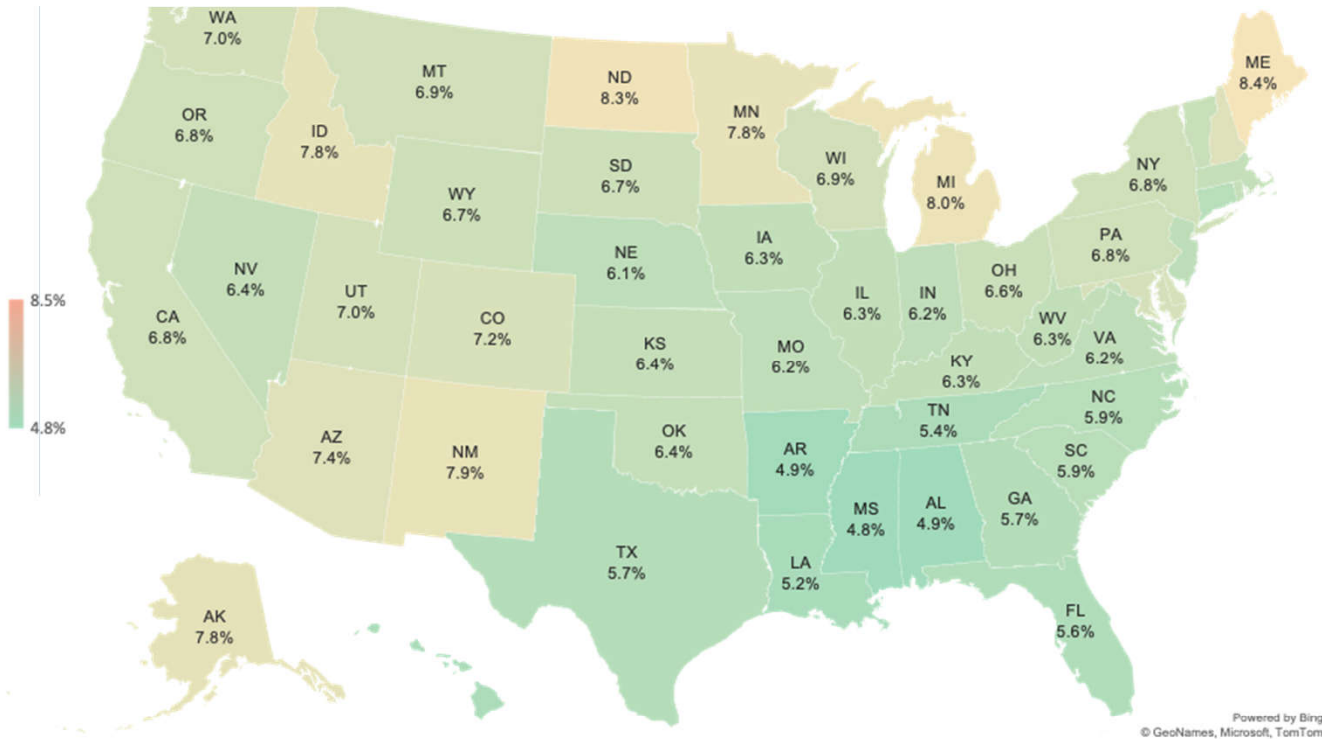 WA
7.0%
MT
6.9%
ND
8.3%
ME
8.4%
OR
6.8%
ID
7.8%
MN
7.8%
SD
6.7%
WI
6.9%
NY
6.8%
WY
6.7%
MI
8.0%
NE
6.1%
IA
6.3%
PA
6.8%
NV
6.4%
UT
7.0%
OH
6.6%
IL
6.3%
IN
6.2%
8.5%
CA
6.8%
CO
7.2%
KS
6.4%
MO
6.2%
WV
6.3%
VA
6.2%
KY
6.3%
NC
5.9%
TN
5.4%
4.8%
AZ
7.4%
NM
7.9%
OK
6.4%
AR
4.9%
SC
5.9%
MS
4.8%
AL
4.9%
GA
5.7%
TX
5.7%
LA
5.2%
AK
7.8%
FL
5.6%
Powered by Bing
© GeoNames, Microsoft, TomTom